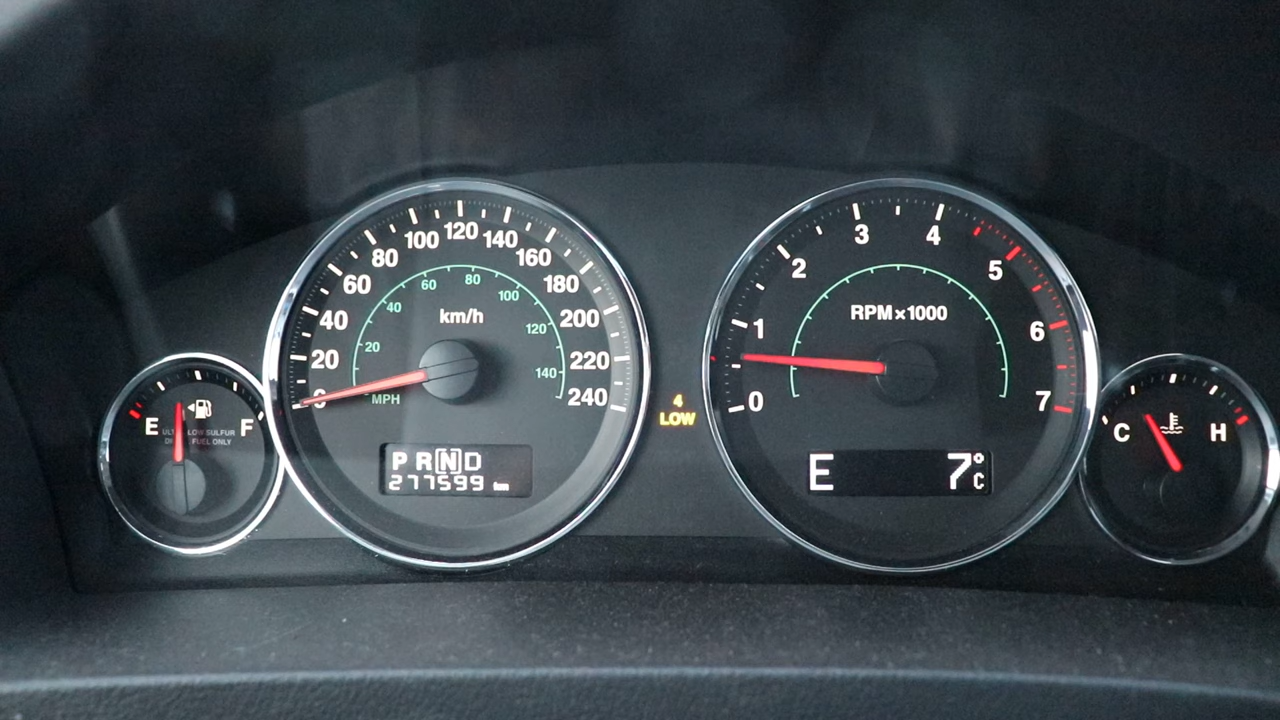 E F
ULTRA LOW SULFUR
DIESEL FUEL ONLY
0 20 40 60 80 100 120 140 160 180 200 220 240
km/h
20 40 60 80 100 120 140
MPH
P R N D
277599 km
4
LOW
0 1 2 3 4 5 6 7
RPM×1000
E 7°C
C H